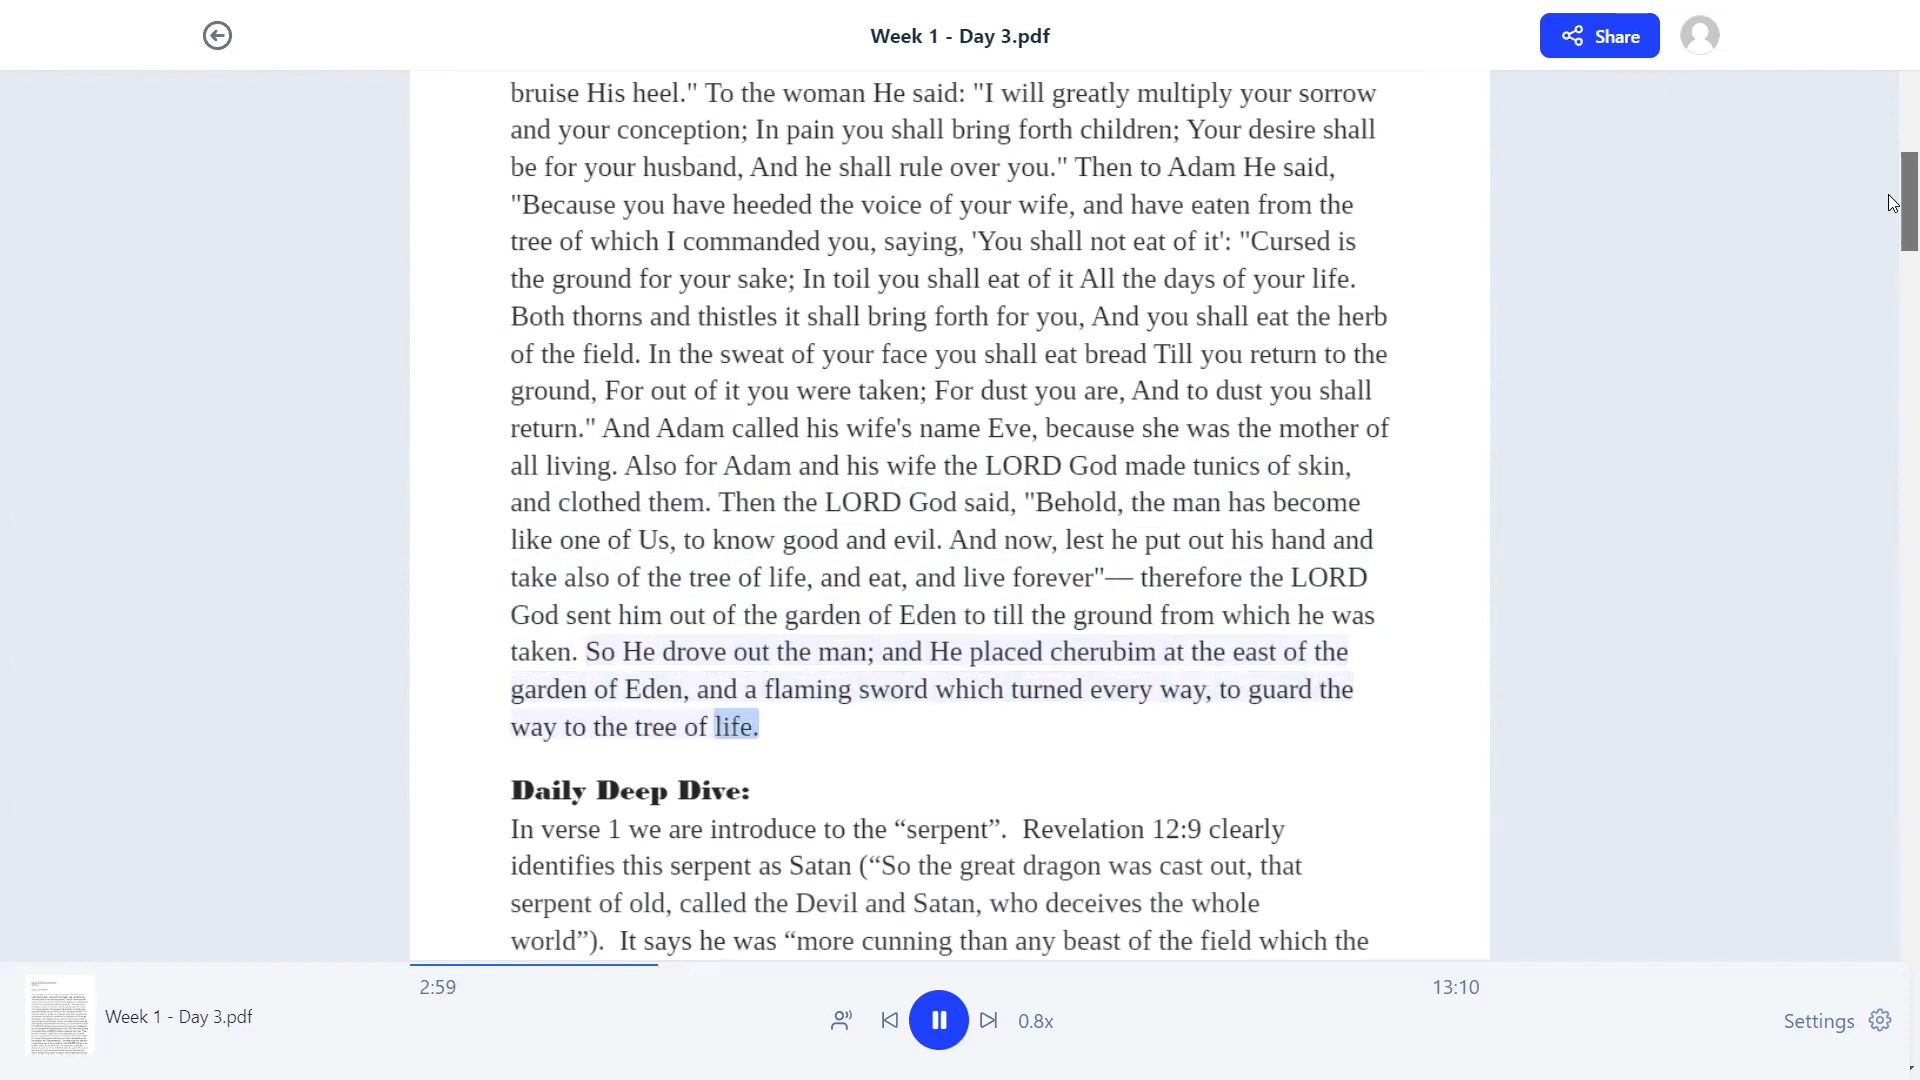 Week 1 - Day 3.pdf
Share
bruise His heel." To the woman He said: "I will greatly multiply your sorrow
and your conception; In pain you shall bring forth children; Your desire shall
be for your husband, And he shall rule over you." Then to Adam He said,
"Because you have heeded the voice of your wife, and have eaten from the
tree of which I commanded you, saying, 'You shall not eat of it': "Cursed is
the ground for your sake; In toil you shall eat of it All the days of your life.
Both thorns and thistles it shall bring forth for you, And you shall eat the herb
of the field. In the sweat of your face you shall eat bread Till you return to the
ground, For out of it you were taken; For dust you are, And to dust you shall
return." And Adam called his wife's name Eve, because she was the mother of
all living. Also for Adam and his wife the LORD God made tunics of skin,
and clothed them. Then the LORD God said, "Behold, the man has become
like one of Us, to know good and evil. And now, lest he put out his hand and
take also of the tree of life, and eat, and live forever"— therefore the LORD
God sent him out of the garden of Eden to till the ground from which he was
taken. So He drove out the man; and He placed cherubim at the east of the
garden of Eden, and a flaming sword which turned every way, to guard the
way to the tree of life.
Daily Deep Dive:
In verse 1 we are introduce to the “serpent”.  Revelation 12:9 clearly
identifies this serpent as Satan (“So the great dragon was cast out, that
serpent of old, called the Devil and Satan, who deceives the whole
world”).  It says he was “more cunning than any beast of the field which the
2:59
13:10
Week 1 - Day 3.pdf
0.8x
Settings